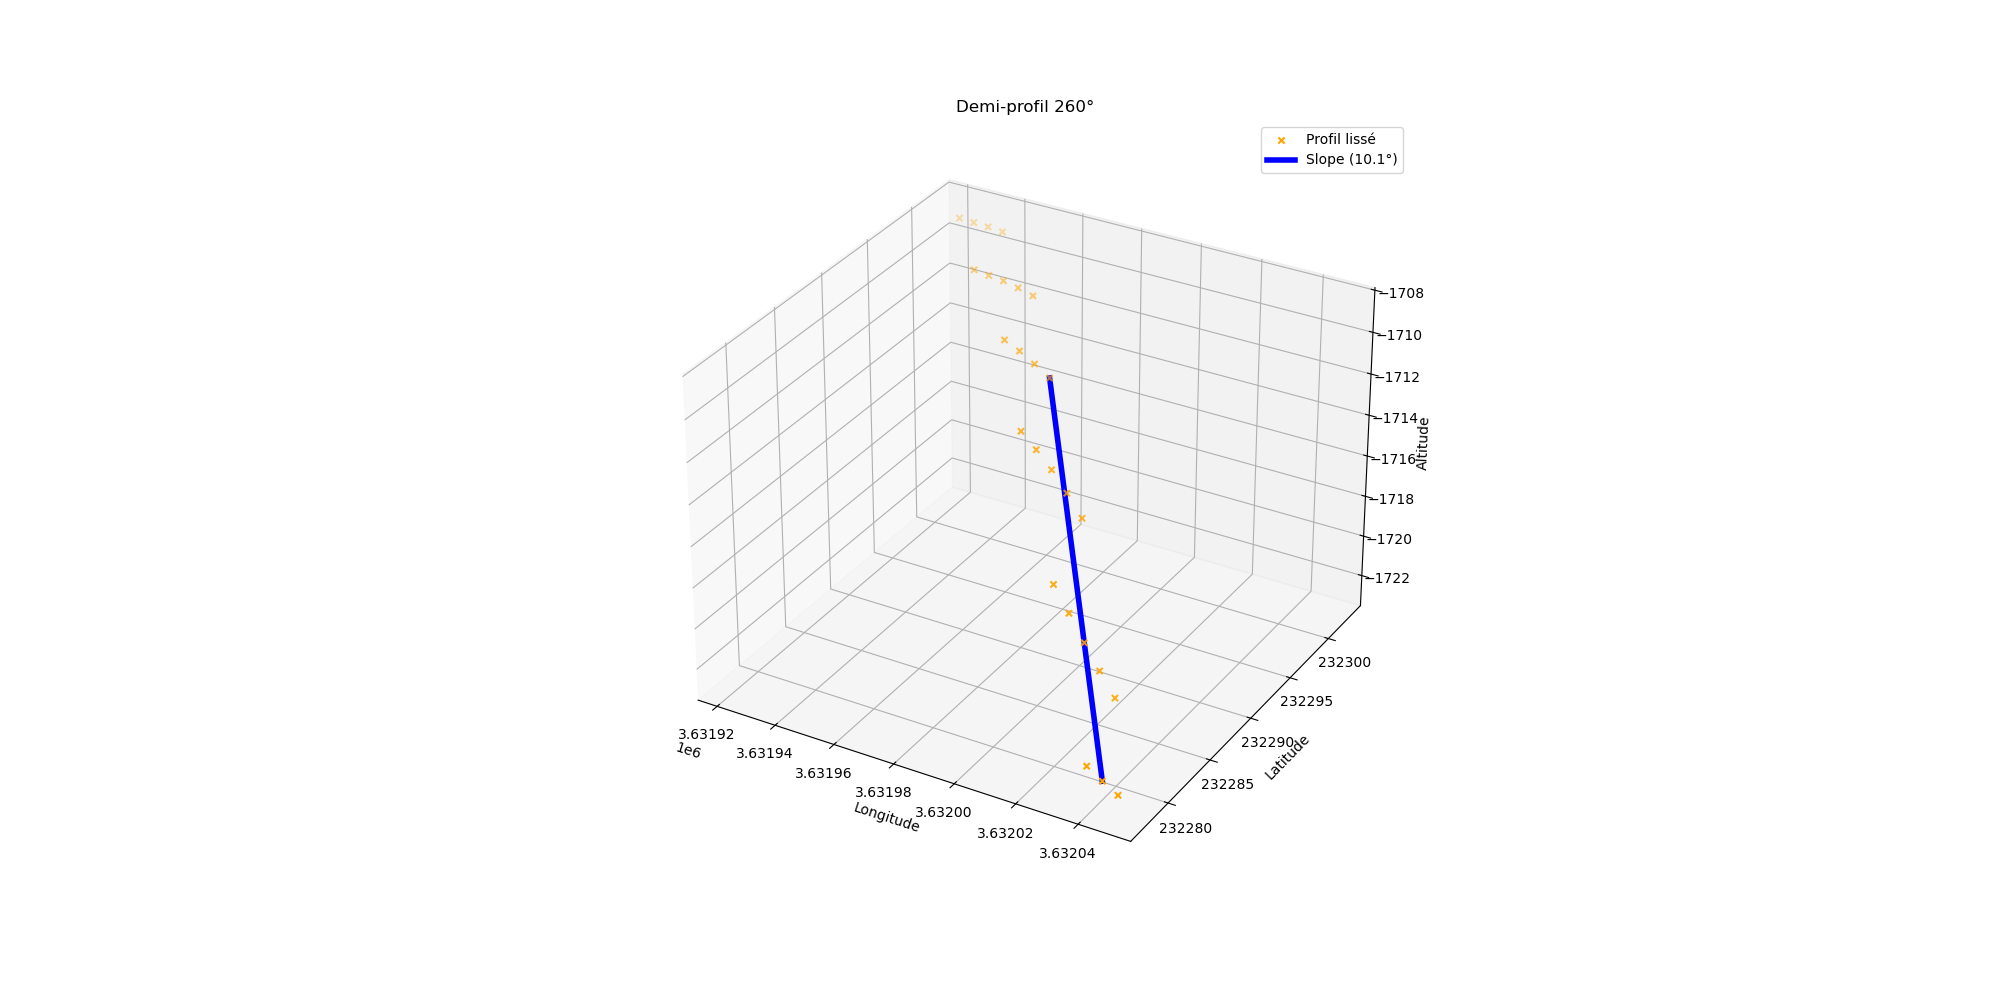 Demi-profil 260°
Profil lissé
Slope (10.1°)
−1708
−1710
−1712
−1714
−1716
−1718
−1720
−1722
Altitude
232300
232295
232290
232285
232280
Latitude
3.63192
3.63194
3.63196
3.63198
3.63200
3.63202
3.63204
1e6
Longitude